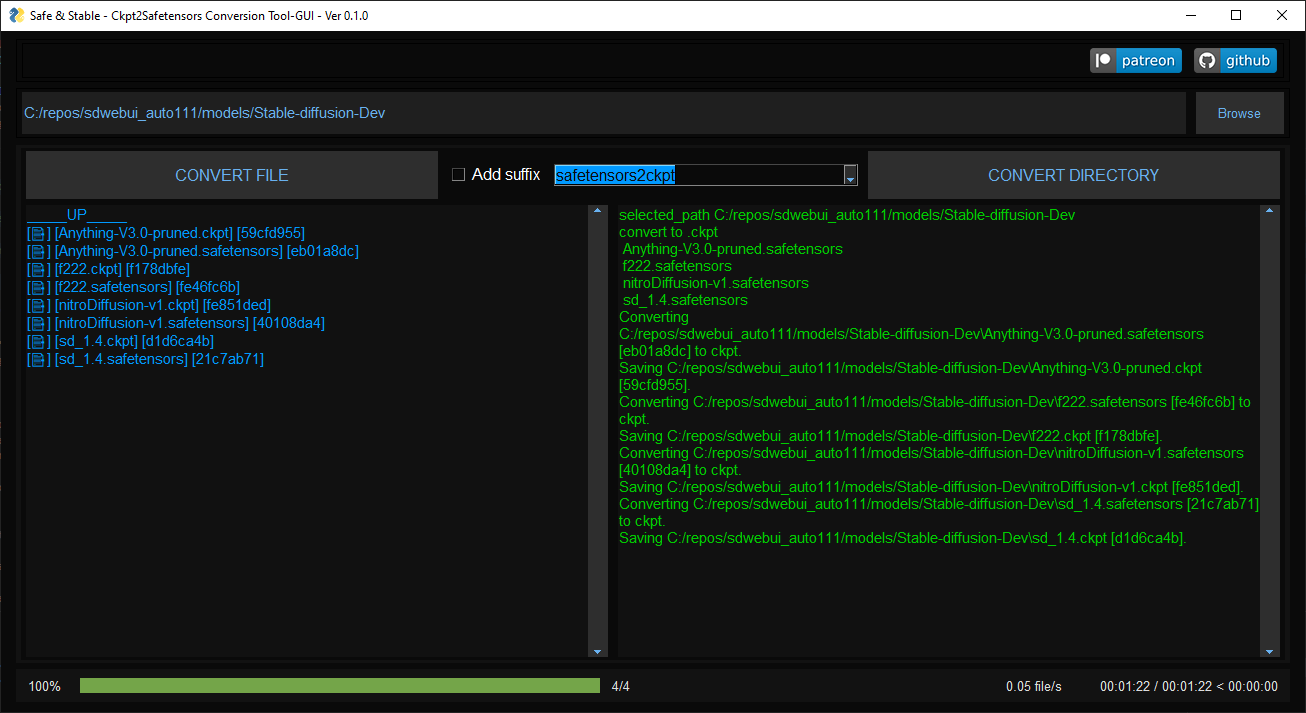 Safe & Stable - Ckpt2Safetensors Conversion Tool-GUI - Ver 0.1.0
patreon
github
C:/repos/sdwebui_auto111/models/Stable-diffusion-Dev
Browse
CONVERT FILE
Add suffix
safetensors2ckpt
CONVERT DIRECTORY
_____UP_____
[] [Anything-V3.0-pruned.ckpt] [59cfd955]
[] [Anything-V3.0-pruned.safetensors] [eb01a8dc]
[] [f222.ckpt] [f178dbfe]
[] [f222.safetensors] [fe46fc6b]
[] [nitroDiffusion-v1.ckpt] [fe851ded]
[] [nitroDiffusion-v1.safetensors] [40108da4]
[] [sd_1.4.ckpt] [d1d6ca4b]
[] [sd_1.4.safetensors] [21c7ab71]
selected_path C:/repos/sdwebui_auto111/models/Stable-diffusion-Dev
convert to .ckpt
Anything-V3.0-pruned.safetensors
f222.safetensors
nitroDiffusion-v1.safetensors
sd_1.4.safetensors
Converting
C:/repos/sdwebui_auto111/models/Stable-diffusion-Dev\Anything-V3.0-pruned.safetensors
[eb01a8dc] to ckpt.
Saving C:/repos/sdwebui_auto111/models/Stable-diffusion-Dev\Anything-V3.0-pruned.ckpt
[59cfd955].
Converting C:/repos/sdwebui_auto111/models/Stable-diffusion-Dev\f222.safetensors [fe46fc6b] to
ckpt.
Saving C:/repos/sdwebui_auto111/models/Stable-diffusion-Dev\f222.ckpt [f178dbfe].
Converting C:/repos/sdwebui_auto111/models/Stable-diffusion-Dev\nitroDiffusion-v1.safetensors
[40108da4] to ckpt.
Saving C:/repos/sdwebui_auto111/models/Stable-diffusion-Dev\nitroDiffusion-v1.ckpt [fe851ded].
Converting C:/repos/sdwebui_auto111/models/Stable-diffusion-Dev\sd_1.4.safetensors [21c7ab71]
to ckpt.
Saving C:/repos/sdwebui_auto111/models/Stable-diffusion-Dev\sd_1.4.ckpt [d1d6ca4b].
100%
4/4
0.05 file/s
00:01:22 / 00:01:22 < 00:00:00